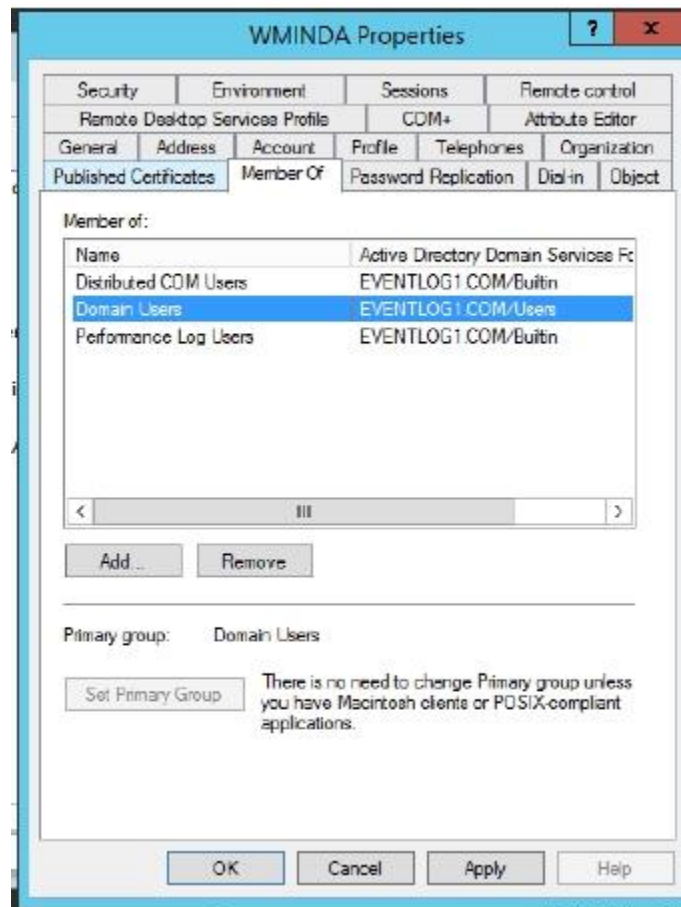 WMINDA Properties
?
x
Security Environment Sessions Remote control
Remote Desktop Services Profile COM+ Attribute Editor
General Address Account Profile Telephones Organization
Published Certificates Member Of Password Replication Dial-in Object
Member of:
Name Active Directory Domain Services Fc
Distributed COM Users EVENTLOG1.COM/Builtin
Domain Users EVENTLOG1.COM/Users
Performance Log Users EVENTLOG1.COM/Builtin
Add... Remove
Primary group: Domain Users
Set Primary Group
There is no need to change Primary group unless
you have Macintosh clients or POSIX-compliant
applications.
OK Cancel Apply Help